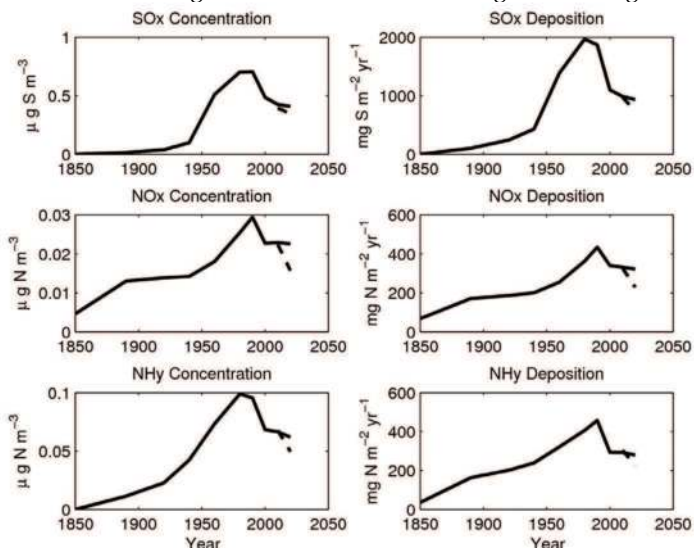 SOx Concentration
SOx Deposition
μ g S m⁻³
1
0.5
0
1850 1900 1950 2000 2050
mg S m⁻² yr⁻¹
2000
1000
0
1850 1900 1950 2000 2050
NOx Concentration
NOx Deposition
μ g N m⁻³
0.03
0.02
0.01
0
1850 1900 1950 2000 2050
mg N m⁻² yr⁻¹
600
400
200
0
1850 1900 1950 2000 2050
NHy Concentration
NHy Deposition
μ g N m⁻³
0.1
0.05
0
1850 1900 1950 2000 2050
Year
mg N m⁻² yr⁻¹
600
400
200
0
1850 1900 1950 2000 2050
Year